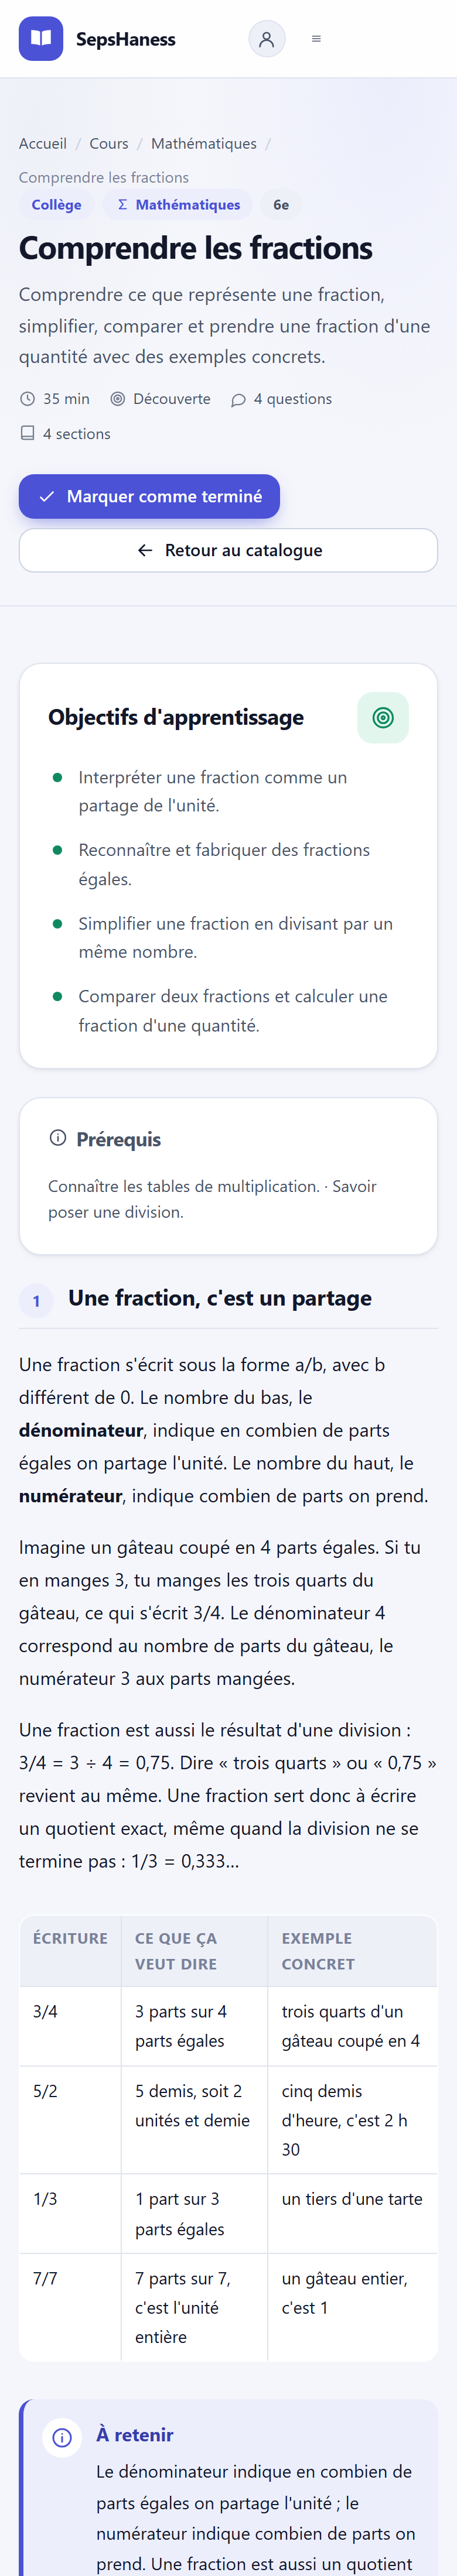 SepsHaness
Accueil / Cours / Mathématiques /
Comprendre les fractions
Collège Σ Mathématiques 6e
Comprendre les fractions
Comprendre ce que représente une fraction,
simplifier, comparer et prendre une fraction d'une
quantité avec des exemples concrets.
35 min Découverte 4 questions
4 sections
Marquer comme terminé
← Retour au catalogue
Objectifs d'apprentissage
Interpréter une fraction comme un
partage de l'unité.
Reconnaître et fabriquer des fractions
égales.
Simplifier une fraction en divisant par un
même nombre.
Comparer deux fractions et calculer une
fraction d'une quantité.
Prérequis
Connaître les tables de multiplication. · Savoir
poser une division.
1 Une fraction, c'est un partage
Une fraction s'écrit sous la forme a/b, avec b
différent de 0. Le nombre du bas, le
dénominateur, indique en combien de parts
égales on partage l'unité. Le nombre du haut, le
numérateur, indique combien de parts on prend.
Imagine un gâteau coupé en 4 parts égales. Si tu
en manges 3, tu manges les trois quarts du
gâteau, ce qui s'écrit 3/4. Le dénominateur 4
correspond au nombre de parts du gâteau, le
numérateur 3 aux parts mangées.
Une fraction est aussi le résultat d'une division :
3/4 = 3 ÷ 4 = 0,75. Dire « trois quarts » ou « 0,75 »
revient au même. Une fraction sert donc à écrire
un quotient exact, même quand la division ne se
termine pas : 1/3 = 0,333…
ÉCRITURE
CE QUE ÇA
VEUT DIRE
EXEMPLE
CONCRET
3/4
3 parts sur 4
parts égales
trois quarts d'un
gâteau coupé en 4
5/2
5 demis, soit 2
unités et demie
cinq demis
d'heure, c'est 2 h
30
1/3
1 part sur 3
parts égales
un tiers d'une tarte
7/7
7 parts sur 7,
c'est l'unité
entière
un gâteau entier,
c'est 1
À retenir
Le dénominateur indique en combien de
parts égales on partage l'unité ; le
numérateur indique combien de parts on
prend. Une fraction est aussi un quotient